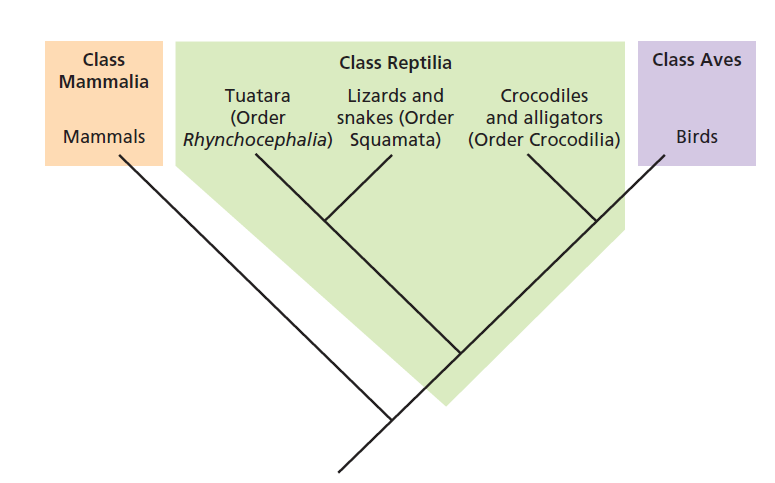 Class
Mammalia
Mammals
Class Reptilia
Tuatara
(Order
Rhynchocephalia)
Lizards and
snakes (Order
Squamata)
Crocodiles
and alligators
(Order Crocodilia)
Class Aves
Birds